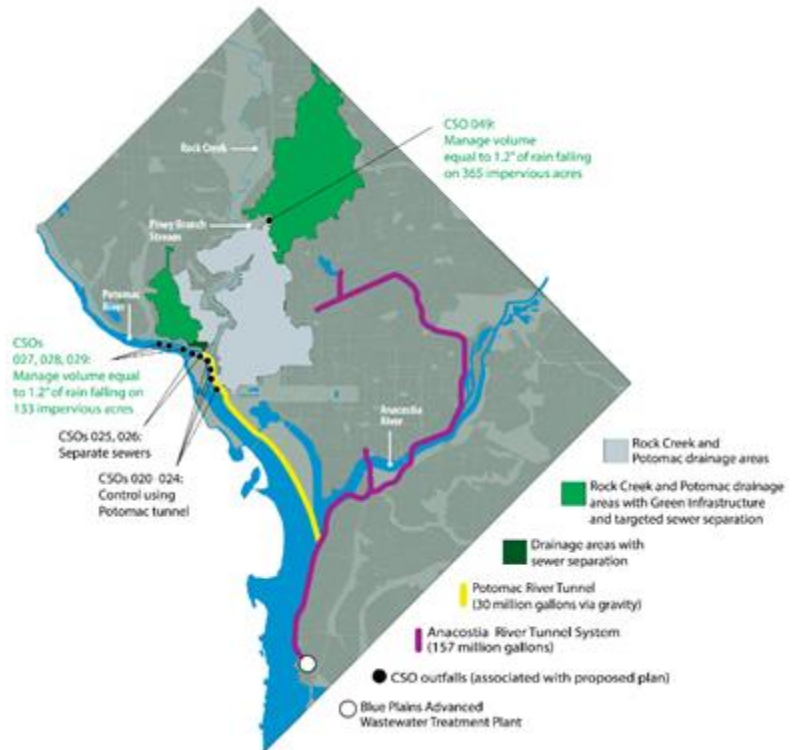 CSO 049:
Manage volume
equal to 1.2" of rain falling
on 365 impervious acres
Rock Creek
Piney Branch
Stream
Potomac
River
CSOs
027, 028, 029:
Manage volume equal
to 1.2" of rain falling on
133 impervious acres
CSOs 025, 026:
Separate sewers
CSOs 020 024:
Control using
Potomac tunnel
Anacostia
River
Rock Creek and
Potomac drainage areas
Rock Creek and Potomac drainage
areas with Green Infrastructure
and targeted sewer separation
Drainage areas with
sewer separation
Potomac River Tunnel
(30 million gallons via gravity)
Anacostia River Tunnel System
(157 million gallons)
CSO outfalls (associated with proposed plan)
Blue Plains Advanced
Wastewater Treatment Plant